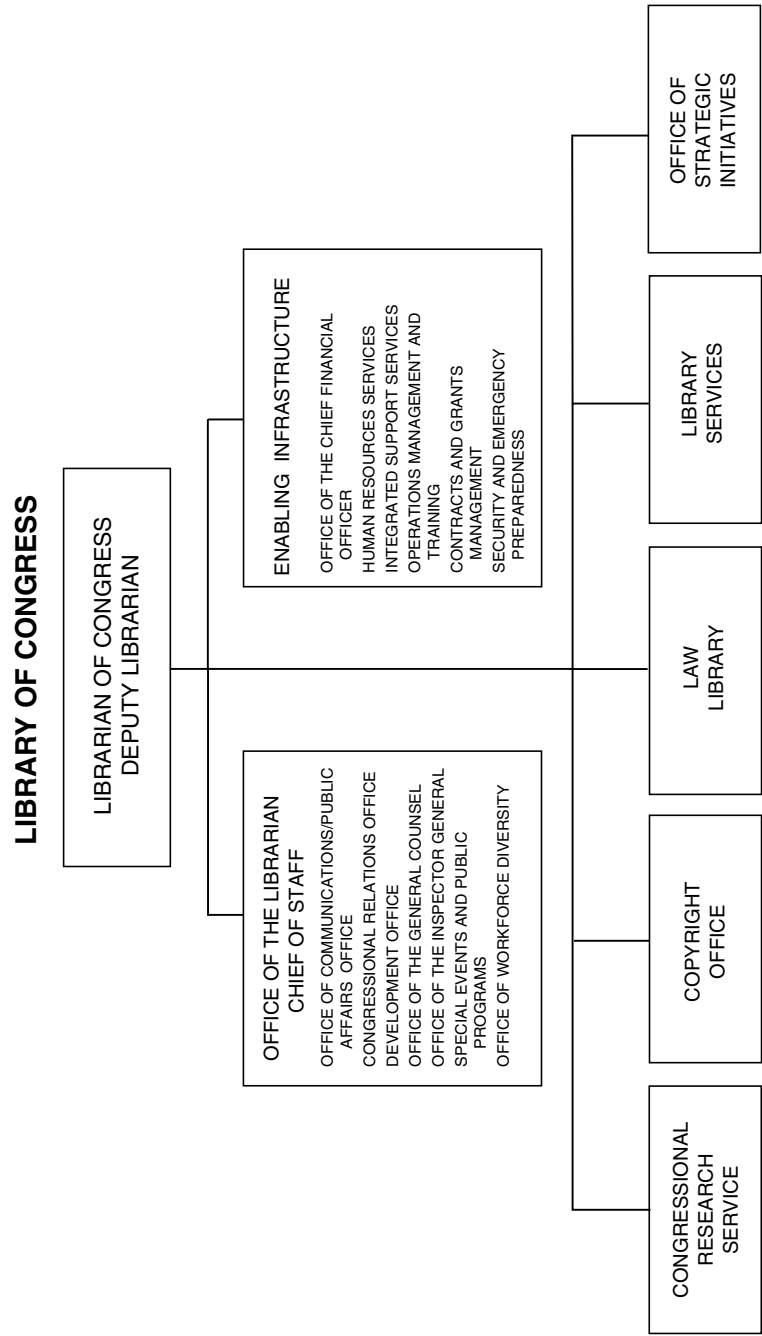 LIBRARY OF CONGRESS
LIBRARIAN OF CONGRESS
DEPUTY LIBRARIAN
OFFICE OF THE LIBRARIAN
CHIEF OF STAFF
OFFICE OF COMMUNICATIONS/PUBLIC
AFFAIRS OFFICE
CONGRESSIONAL RELATIONS OFFICE
DEVELOPMENT OFFICE
OFFICE OF THE GENERAL COUNSEL
OFFICE OF THE INSPECTOR GENERAL
SPECIAL EVENTS AND PUBLIC
PROGRAMS
OFFICE OF WORKFORCE DIVERSITY
ENABLING INFRASTRUCTURE
OFFICE OF THE CHIEF FINANCIAL
OFFICER
HUMAN RESOURCES SERVICES
INTEGRATED SUPPORT SERVICES
OPERATIONS MANAGEMENT AND
TRAINING
CONTRACTS AND GRANTS
MANAGEMENT
SECURITY AND EMERGENCY
PREPAREDNESS
CONGRESSIONAL
RESEARCH
SERVICE
COPYRIGHT
OFFICE
LAW
LIBRARY
LIBRARY
SERVICES
OFFICE OF
STRATEGIC
INITIATIVES